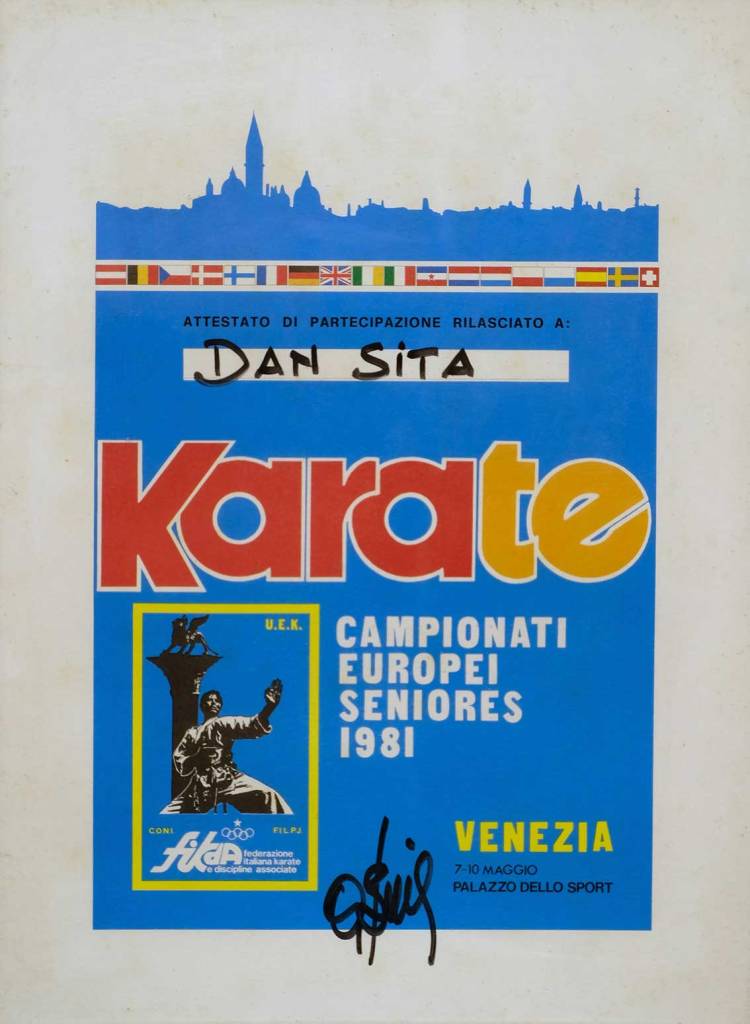 ATTESTATO DI PARTECIPAZIONE RILASCIATO A:
DAN SITA
Karate
U.E.K.
CAMPIONATI
EUROPEI
SENIORES
1981
CONI FILPJ
fikda
federazione
italiana karate
e discipline associate
VENEZIA
7-10 MAGGIO
PALAZZO DELLO SPORT